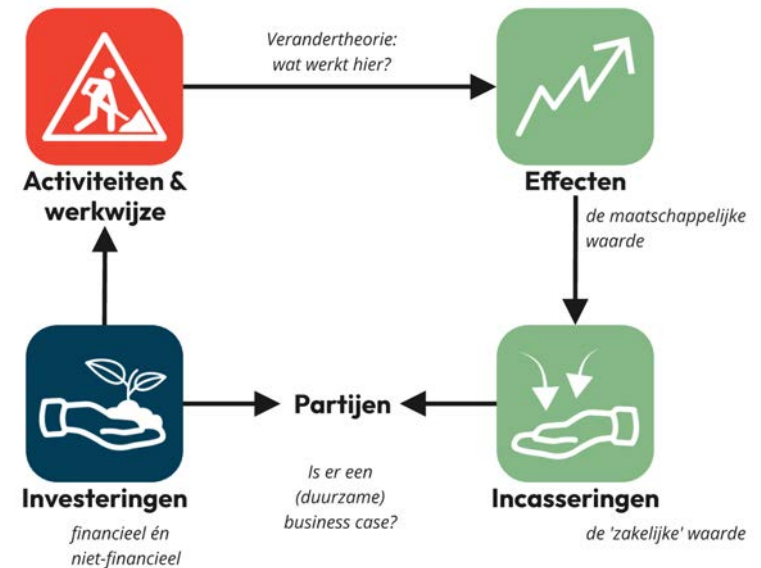 Verandertheorie:
wat werkt hier?
Activiteiten &
werkwijze
Effecten
de maatschappelijke
waarde
Partijen
Is er een
(duurzame)
business case?
Investeringen
financieel én
niet-financieel
Incasseringen
de 'zakelijke' waarde